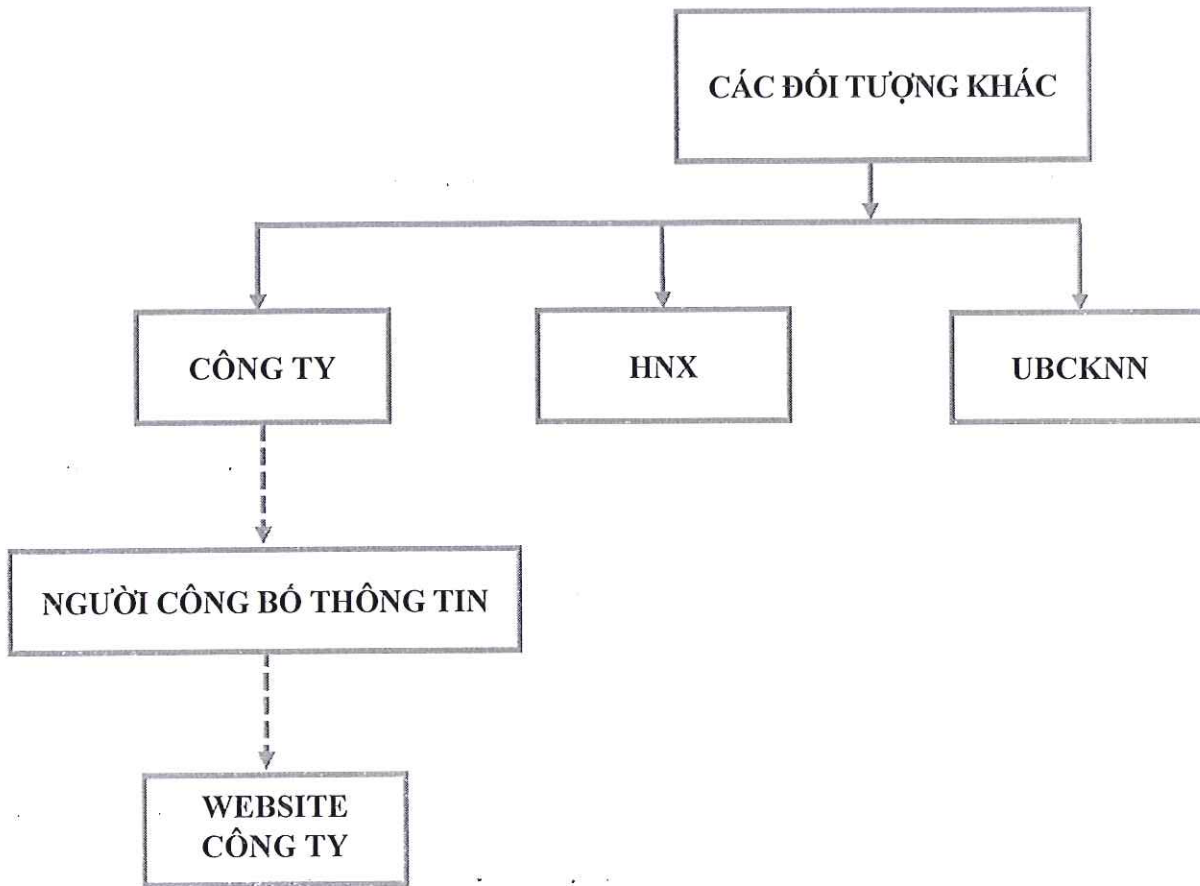 CÁC ĐỐI TƯỢNG KHÁC
CÔNG TY
HNX
UBCKNN
NGƯỜI CÔNG BỐ THÔNG TIN
WEBSITE
CÔNG TY